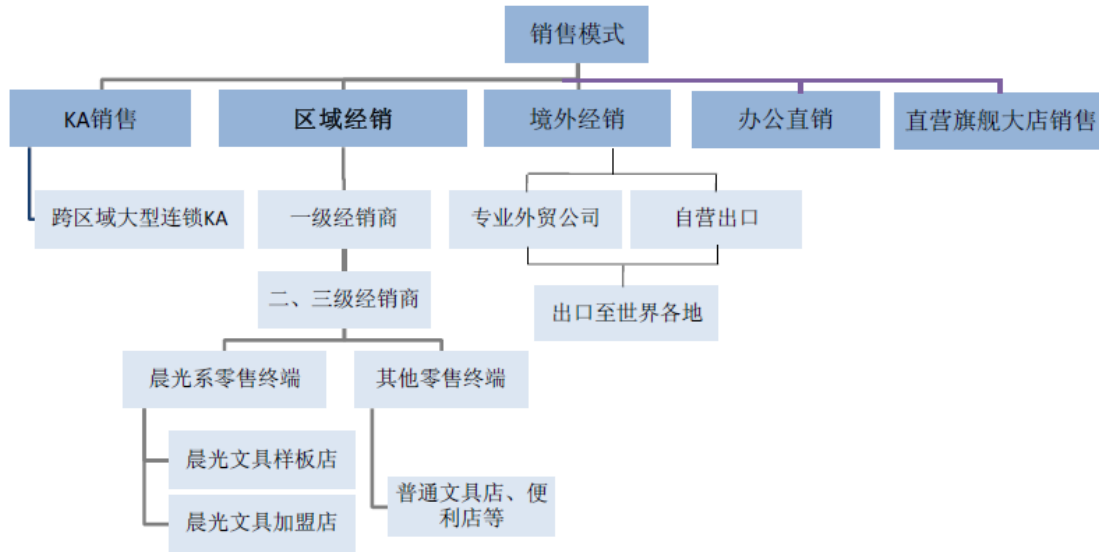 销售模式
KA销售
区域经销
境外经销
办公直销
直营旗舰大店销售
跨区域大型连锁KA
一级经销商
专业外贸公司
自营出口
二、三级经销商
出口至世界各地
晨光系零售终端
其他零售终端
晨光文具样板店
晨光文具加盟店
普通文具店、便
利店等